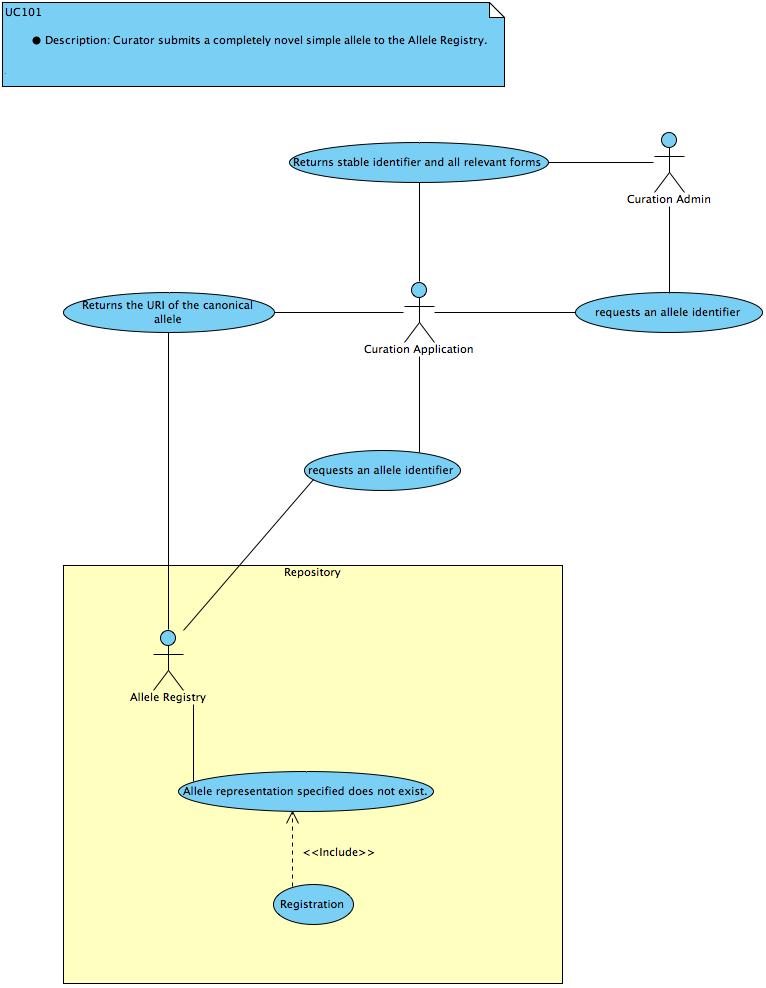 UC101
● Description: Curator submits a completely novel simple allele to the Allele Registry.
Returns stable identifier and all relevant forms
Curation Admin
Returns the URI of the canonical
allele
requests an allele identifier
Curation Application
requests an allele identifier
Repository
Allele Registry
Allele representation specified does not exist.
<<Include>>
Registration